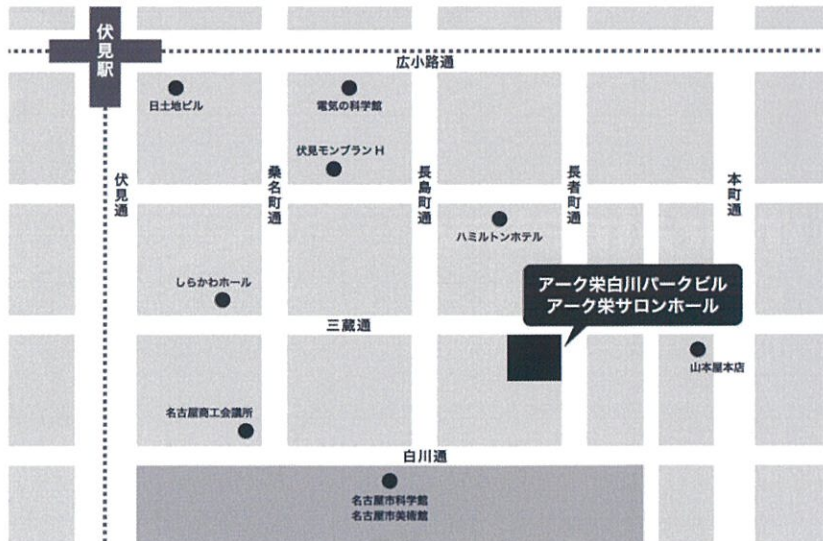 伏見駅
広小路通
日土地ビル
電気の科学館
伏見モンブラン H
伏見通
桑名町通
長島町通
長者町通
本町通
ハミルトンホテル
しらかわホール
アーク栄白川パークビル
アーク栄サロンホール
三蔵通
山本屋本店
名古屋商工会議所
白川通
名古屋市科学館
名古屋市美術館